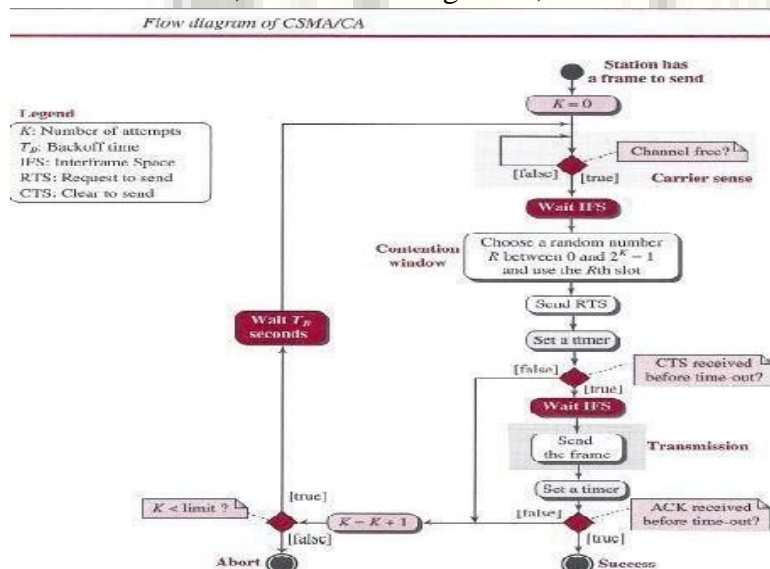 Flow diagram of CSMA/CA
Station has
a frame to send
Legend
K: Number of attempts
T_B: Backoff time
IFS: Interframe Space
RTS: Request to send
CTS: Clear to send
K = 0
Channel free?
[false]
[true]
Carrier sense
Wait IFS
Contention
window
Choose a random number
R between 0 and 2^K − 1
and use the Rth slot
Send RTS
Wait T_B
seconds
Set a timer
CTS received
before time-out?
[false]
[true]
Wait IFS
Send
the frame
Transmission
Set a timer
K < limit ?
[true]
[false]
K = K + 1
[false]
ACK received
before time-out?
[true]
Abort
Success